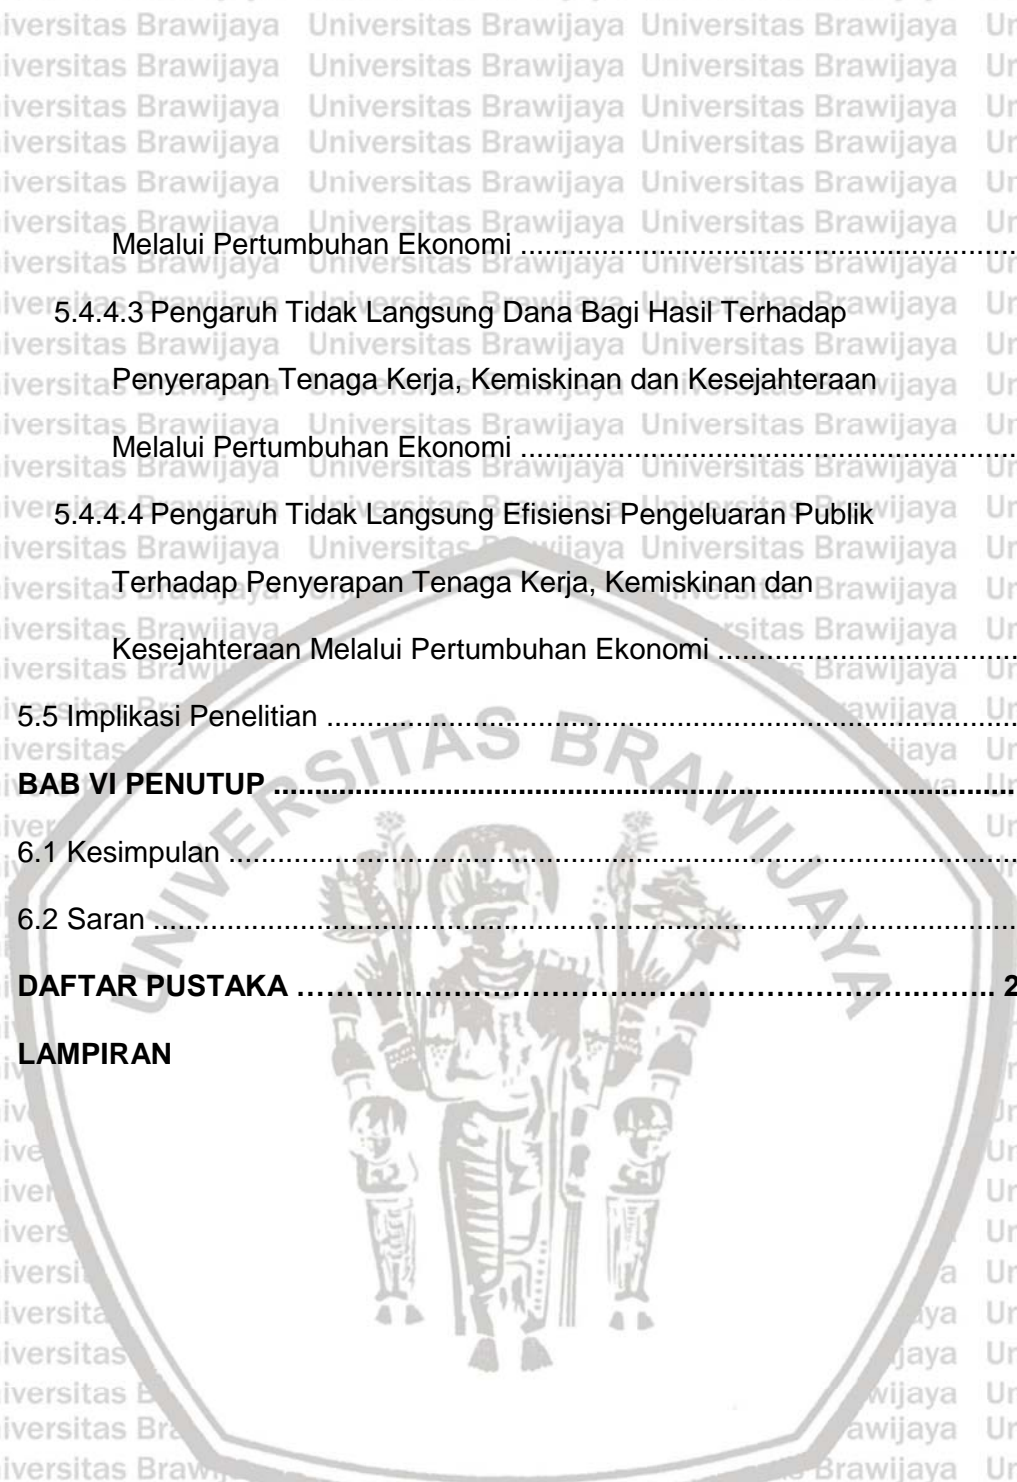 Melalui Pertumbuhan Ekonomi ............................................................
5.4.4.3 Pengaruh Tidak Langsung Dana Bagi Hasil Terhadap
Penyerapan Tenaga Kerja, Kemiskinan dan Kesejahteraan
Melalui Pertumbuhan Ekonomi ............................................................
5.4.4.4 Pengaruh Tidak Langsung Efisiensi Pengeluaran Publik
Terhadap Penyerapan Tenaga Kerja, Kemiskinan dan
Kesejahteraan Melalui Pertumbuhan Ekonomi ....................................
5.5 Implikasi Penelitian ....................................................................................
BAB VI PENUTUP ..........................................................................................
6.1 Kesimpulan ................................................................................................
6.2 Saran .........................................................................................................
DAFTAR PUSTAKA ……………………………………………………………..…….. 2
LAMPIRAN
UNIVERSITAS BRAWIJAYA